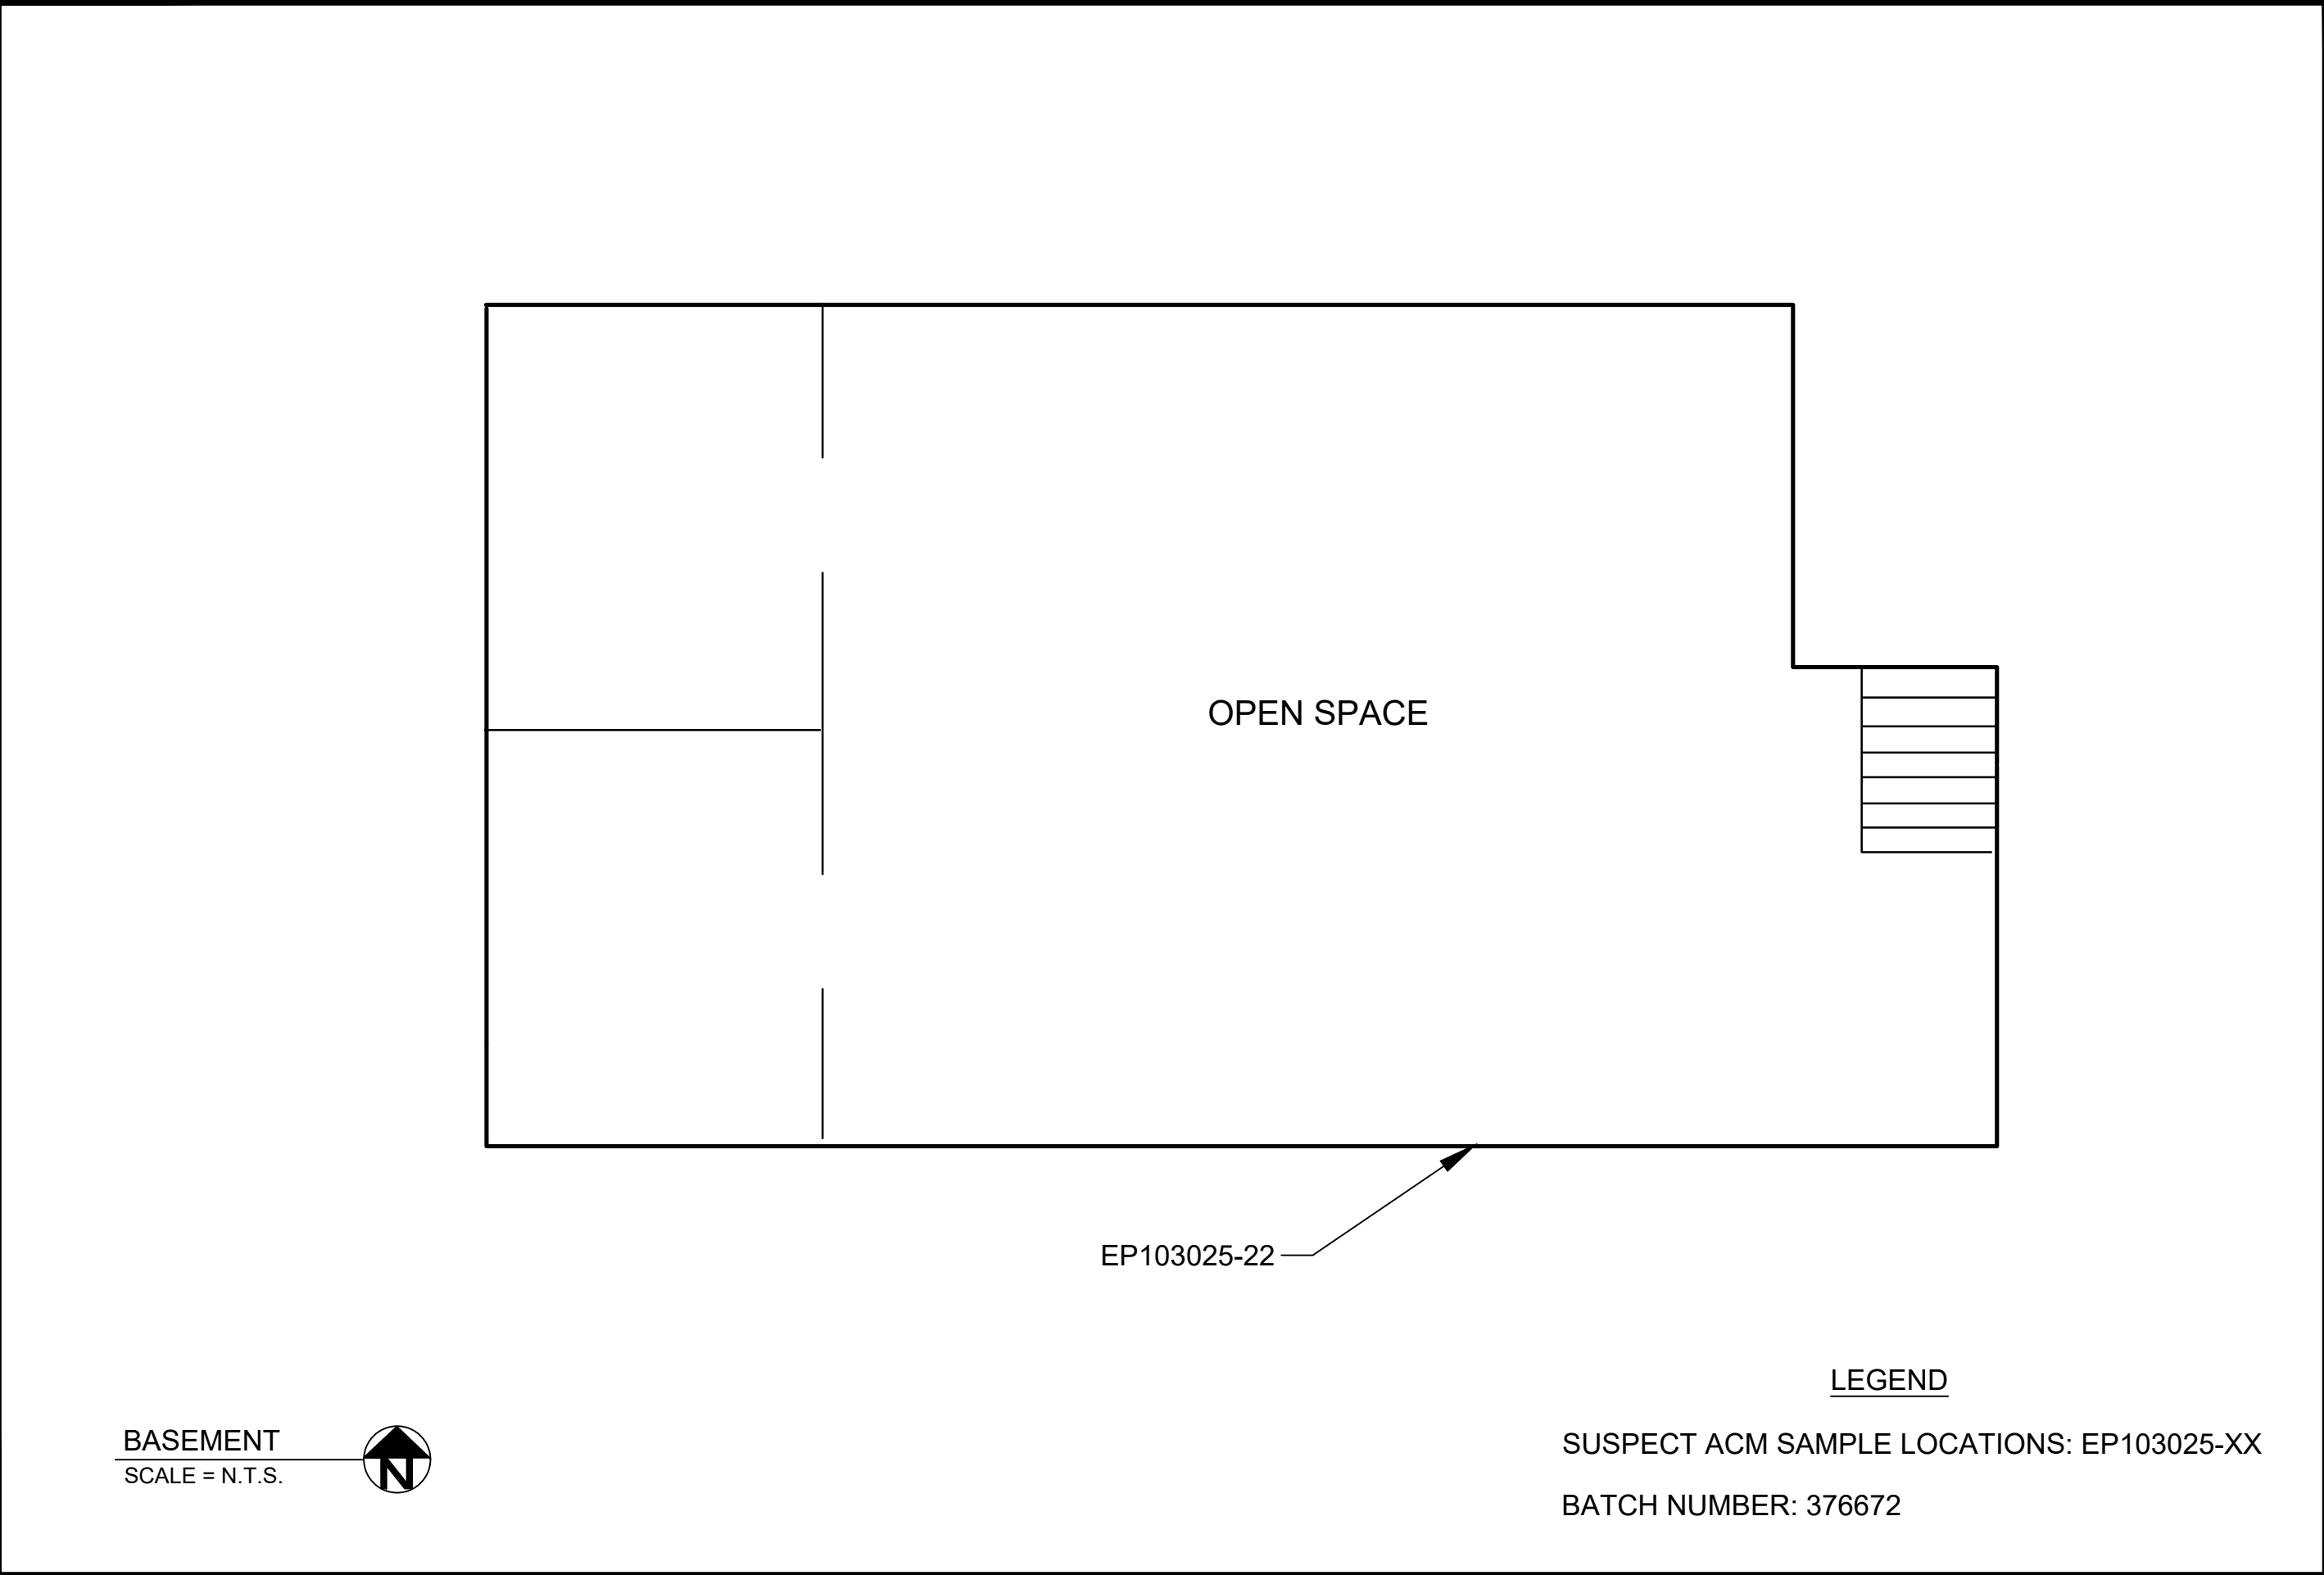 OPEN SPACE
EP103025-22
LEGEND
SUSPECT ACM SAMPLE LOCATIONS: EP103025-XX
BATCH NUMBER: 376672
BASEMENT
SCALE = N.T.S.
N